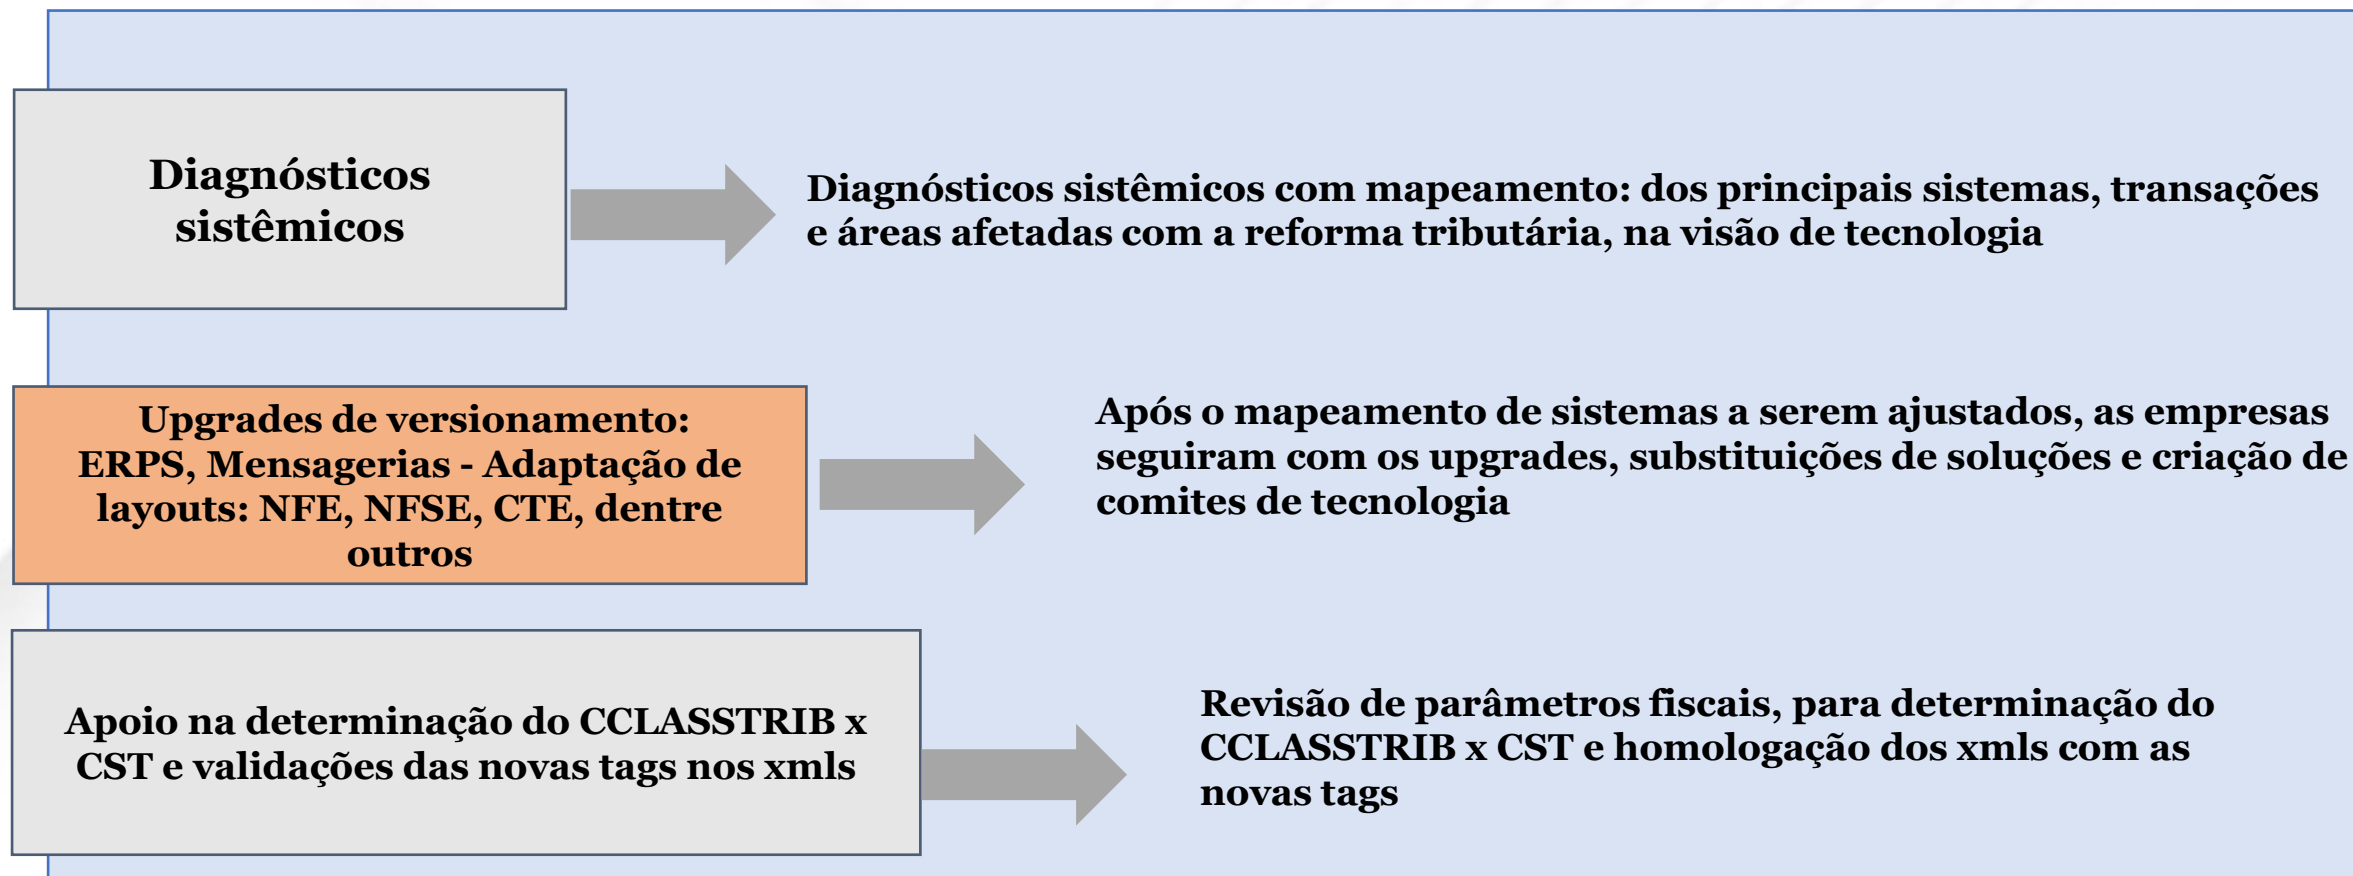 Diagnósticos
sistêmicos
Diagnósticos sistêmicos com mapeamento: dos principais sistemas, transações
e áreas afetadas com a reforma tributária, na visão de tecnologia
Upgrades de versionamento:
ERPS, Mensagerias - Adaptação de
layouts: NFE, NFSE, CTE, dentre
outros
Após o mapeamento de sistemas a serem ajustados, as empresas
seguiram com os upgrades, substituições de soluções e criação de
comites de tecnologia
Apoio na determinação do CCLASSTRIB x
CST e validações das novas tags nos xmls
Revisão de parâmetros fiscais, para determinação do
CCLASSTRIB x CST e homologação dos xmls com as
novas tags